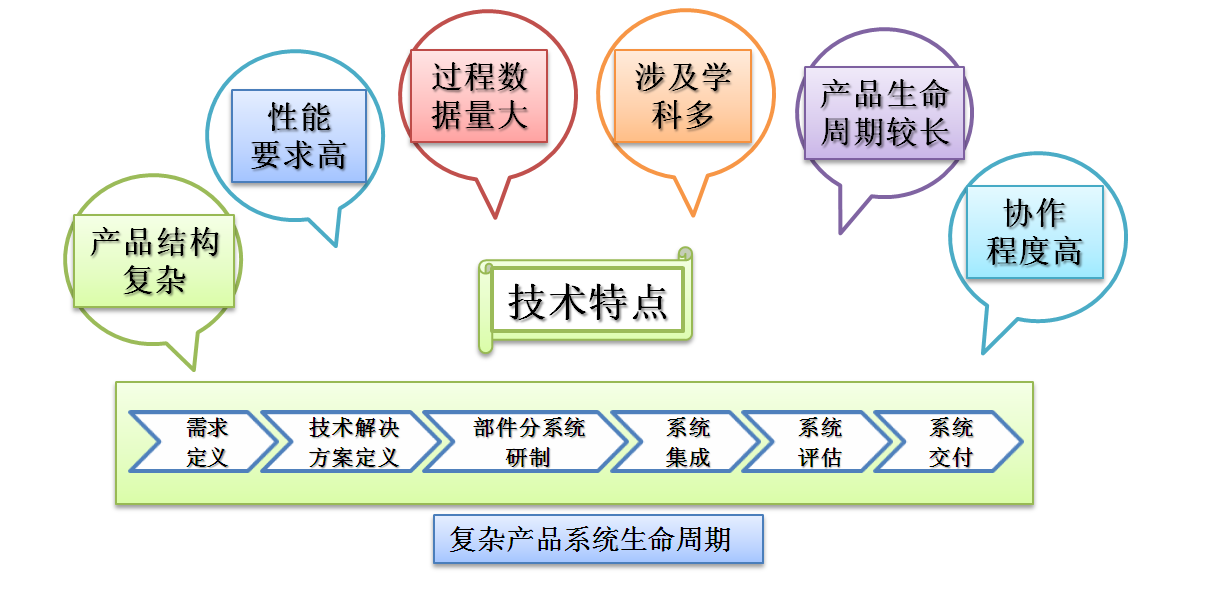 产品结构
复杂
性能
要求高
过程数
据量大
涉及学
科多
产品生命
周期较长
协作
程度高
技术特点
需求
定义
技术解决
方案定义
部件分系统
研制
系统
集成
系统
评估
系统
交付
复杂产品系统生命周期